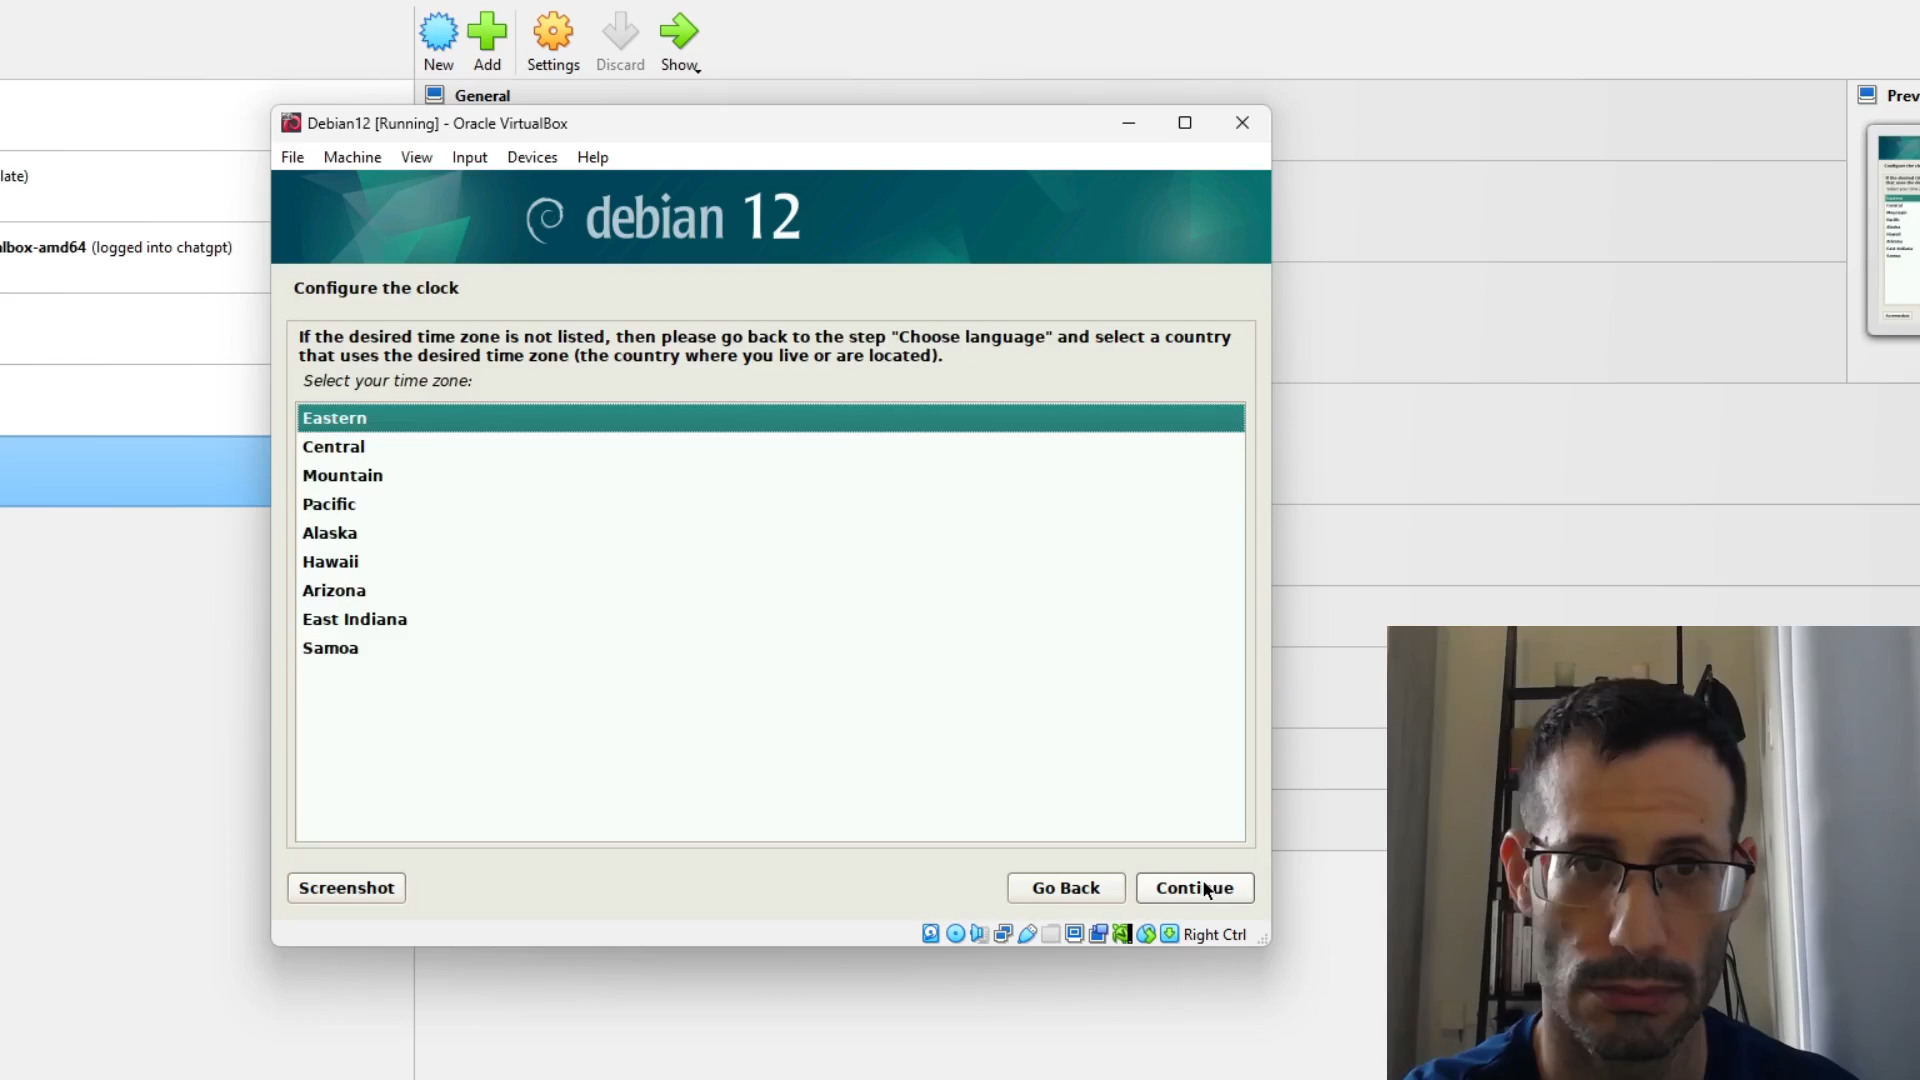 New
Add
Settings
Discard
Show
General
Prev
late)
lbox-amd64 (logged into chatgpt)
Debian12 [Running] - Oracle VirtualBox
File
Machine
View
Input
Devices
Help
debian 12
Configure the clock
If the desired time zone is not listed, then please go back to the step "Choose language" and select a country
that uses the desired time zone (the country where you live or are located).
Select your time zone:
Eastern
Central
Mountain
Pacific
Alaska
Hawaii
Arizona
East Indiana
Samoa
Screenshot
Go Back
Continue
Right Ctrl